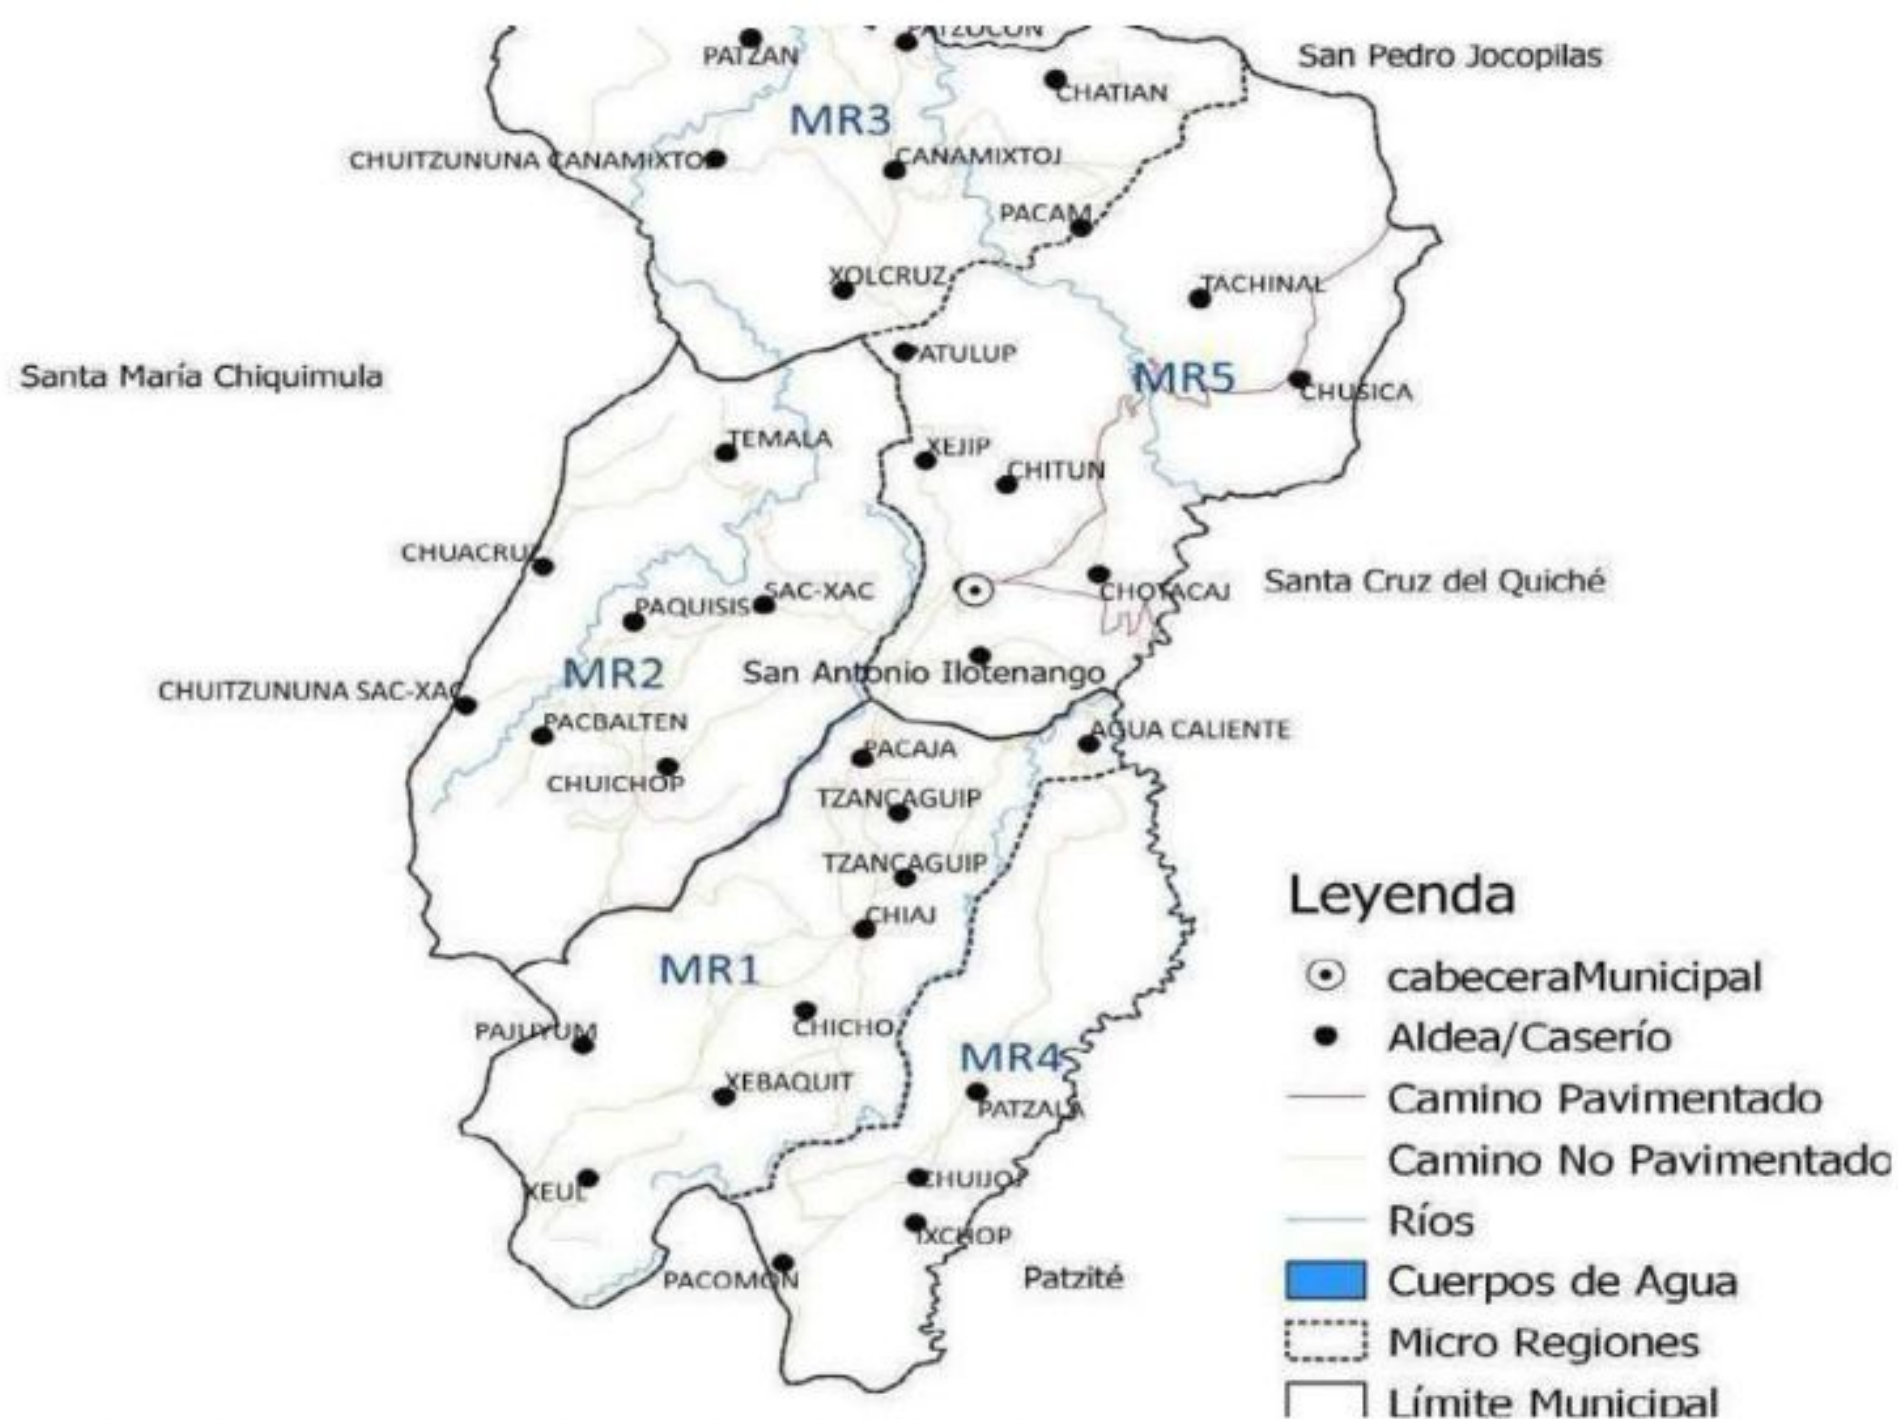 PATZAN
PATZOCON
San Pedro Jocopilas
CHATIAN
MR3
CHUITZUNUNA CANAMIXTOJ
CANAMIXTOJ
PACAM
XOLCRUZ
TACHINAL
PATULUP
Santa María Chiquimula
MR5
CHUSICA
TEMALA
XEJIP
CHITUN
CHUACRUZ
SAC-XAC
CHOTACAJ
Santa Cruz del Quiché
PAQUISIS
MR2
San Antonio Ilotenango
CHUITZUNUNA SAC-XAC
PACBALTEN
AGUA CALIENTE
PACAJA
CHUICHOP
TZANCAGUIP
TZANCAGUIP
CHIAJ
MR1
PAJUYUM
CHICHO
MR4
XEBAQUIT
PATZALA
XEUL
CHUIJOJ
IXCHOP
PACOMON
Patzité
Leyenda
cabeceraMunicipal
Aldea/Caserío
Camino Pavimentado
Camino No Pavimentado
Ríos
Cuerpos de Agua
Micro Regiones
Límite Municipal